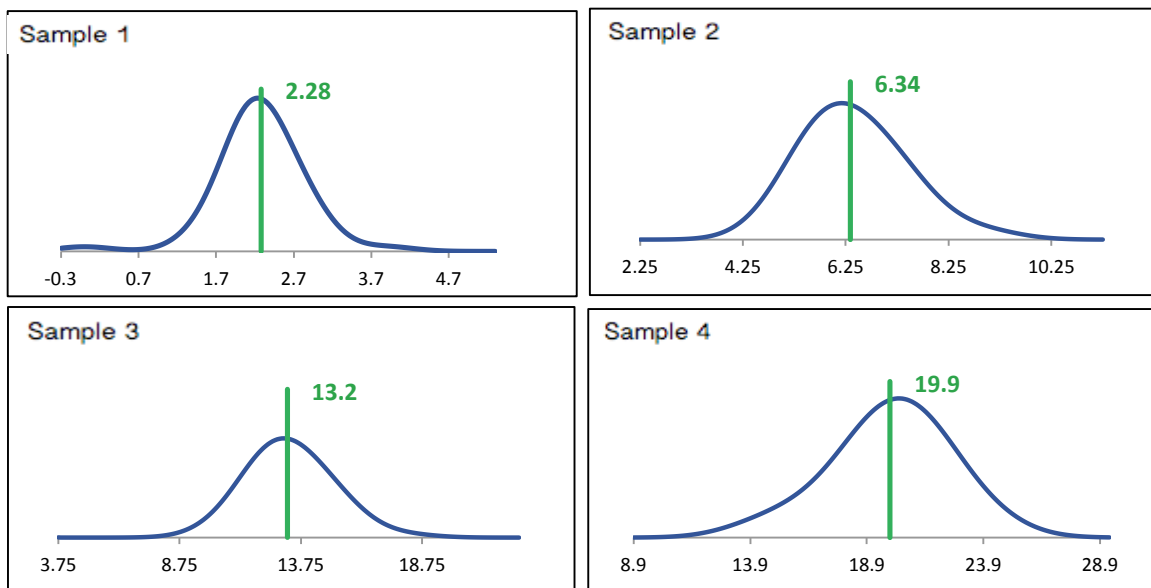 Sample 1
2.28
-0.3 0.7 1.7 2.7 3.7 4.7
Sample 2
6.34
2.25 4.25 6.25 8.25 10.25
Sample 3
13.2
3.75 8.75 13.75 18.75
Sample 4
19.9
8.9 13.9 18.9 23.9 28.9